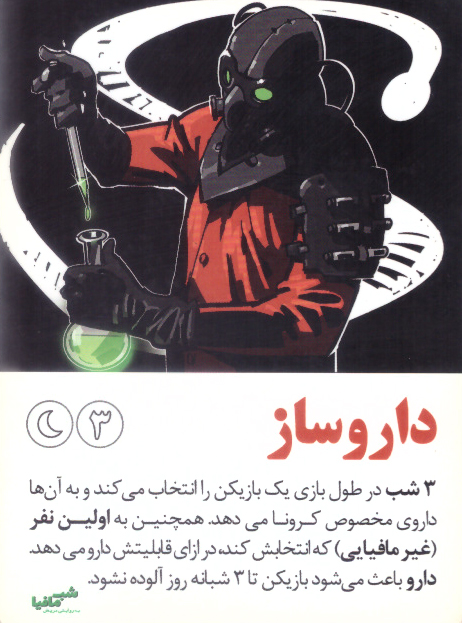 داروساز
۳
۳ شب در طول بازی یک بازیکن را انتخاب می‌کند و به آن‌ها
داروی مخصوص کرونا می دهد. همچنین به اولین نفر
(غیر مافیایی) که انتخابش کند، در ازای قابلیتش دارو می دهد.
دارو باعث می‌شود بازیکن تا ۳ شبانه روز آلوده نشود.
شب
مافیا